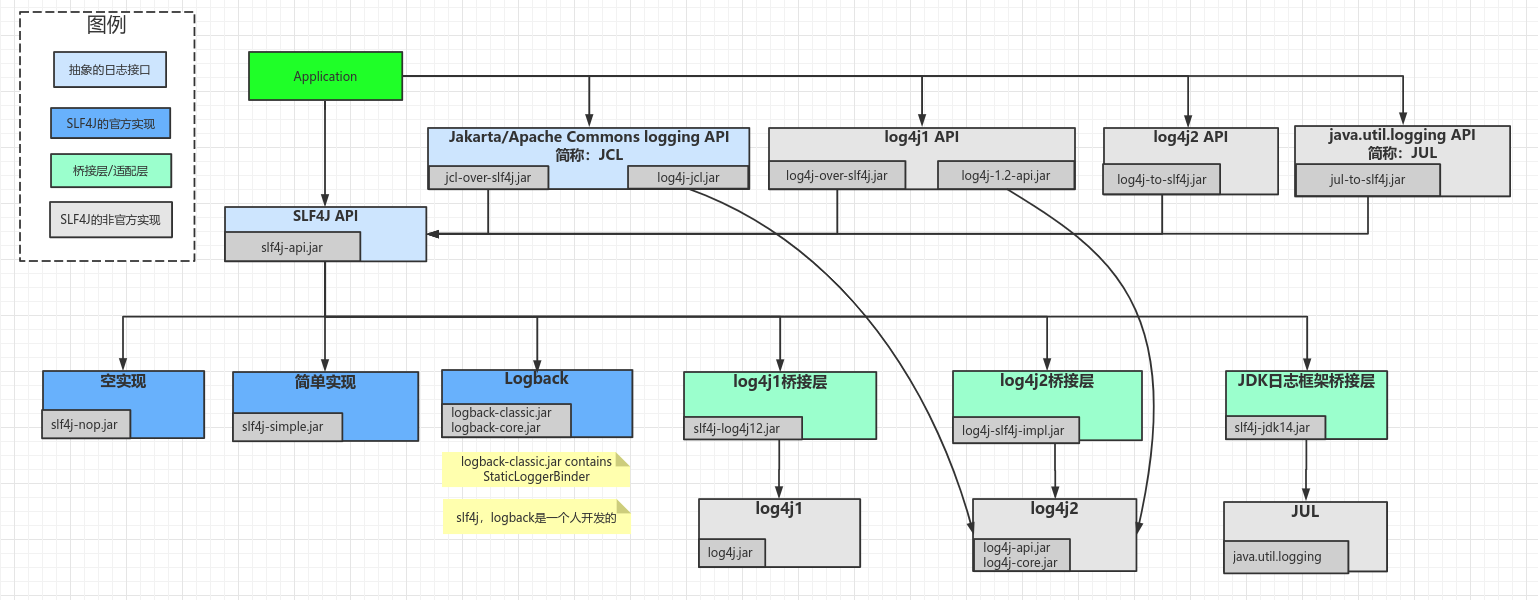 图例
抽象的日志接口
SLF4J的官方实现
桥接层/适配层
SLF4J的非官方实现
Application
Jakarta/Apache Commons logging API
简称：JCL
jcl-over-slf4j.jar
log4j-jcl.jar
log4j1 API
log4j-over-slf4j.jar
log4j-1.2-api.jar
log4j2 API
log4j-to-slf4j.jar
java.util.logging API
简称：JUL
jul-to-slf4j.jar
SLF4J API
slf4j-api.jar
空实现
slf4j-nop.jar
简单实现
slf4j-simple.jar
Logback
logback-classic.jar
logback-core.jar
log4j1桥接层
slf4j-log4j12.jar
log4j2桥接层
log4j-slf4j-impl.jar
JDK日志框架桥接层
slf4j-jdk14.jar
logback-classic.jar contains
StaticLoggerBinder
slf4j，logback是一个人开发的
log4j1
log4j.jar
log4j2
log4j-api.jar
log4j-core.jar
JUL
java.util.logging